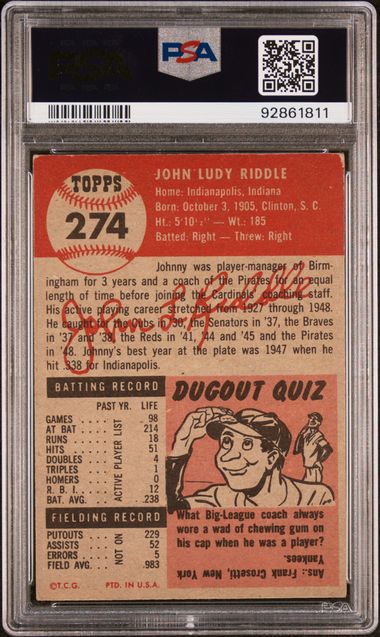 PSA
PSA
92861811
TOPPS
274
JOHN LUDY RIDDLE
Home: Indianapolis, Indiana
Born: October 3, 1905, Clinton, S. C.
Ht.: 5'10½" — Wt.: 185
Batted: Right — Threw: Right
Johnny was player-manager of Birm-
ingham for 3 years and a coach of the Pirates for an
equal length of time before joining the Cardinals coaching staff.
His active playing career stretched from 1927 through 1948.
He caught for the Chisox in '30, the Senators in '37, the Braves
in '37 and '38, the Reds in '41, '44 and '45 and the Pirates
in '48. Johnny's best year at the plate was 1947 when he
hit .338 for Indianapolis.
John L. Riddle
BATTING RECORD
PAST YR. LIFE
GAMES 98
AT BAT 214
RUNS 18
HITS 51
DOUBLES 4
TRIPLES 1
HOMERS 0
R. B. I. 12
BAT. AVG. .238
FIELDING RECORD
PUTOUTS 229
ASSISTS 52
ERRORS 5
FIELD AVG. .983
NOT ON ACTIVE PLAYER LIST
©T.C.G. PTD. IN U.S.A.
DUGOUT QUIZ
What Big-League coach always
wore a wad of chewing gum on
his cap when he was a player?
Ans.: Frank Crosetti, New York
Yankees.